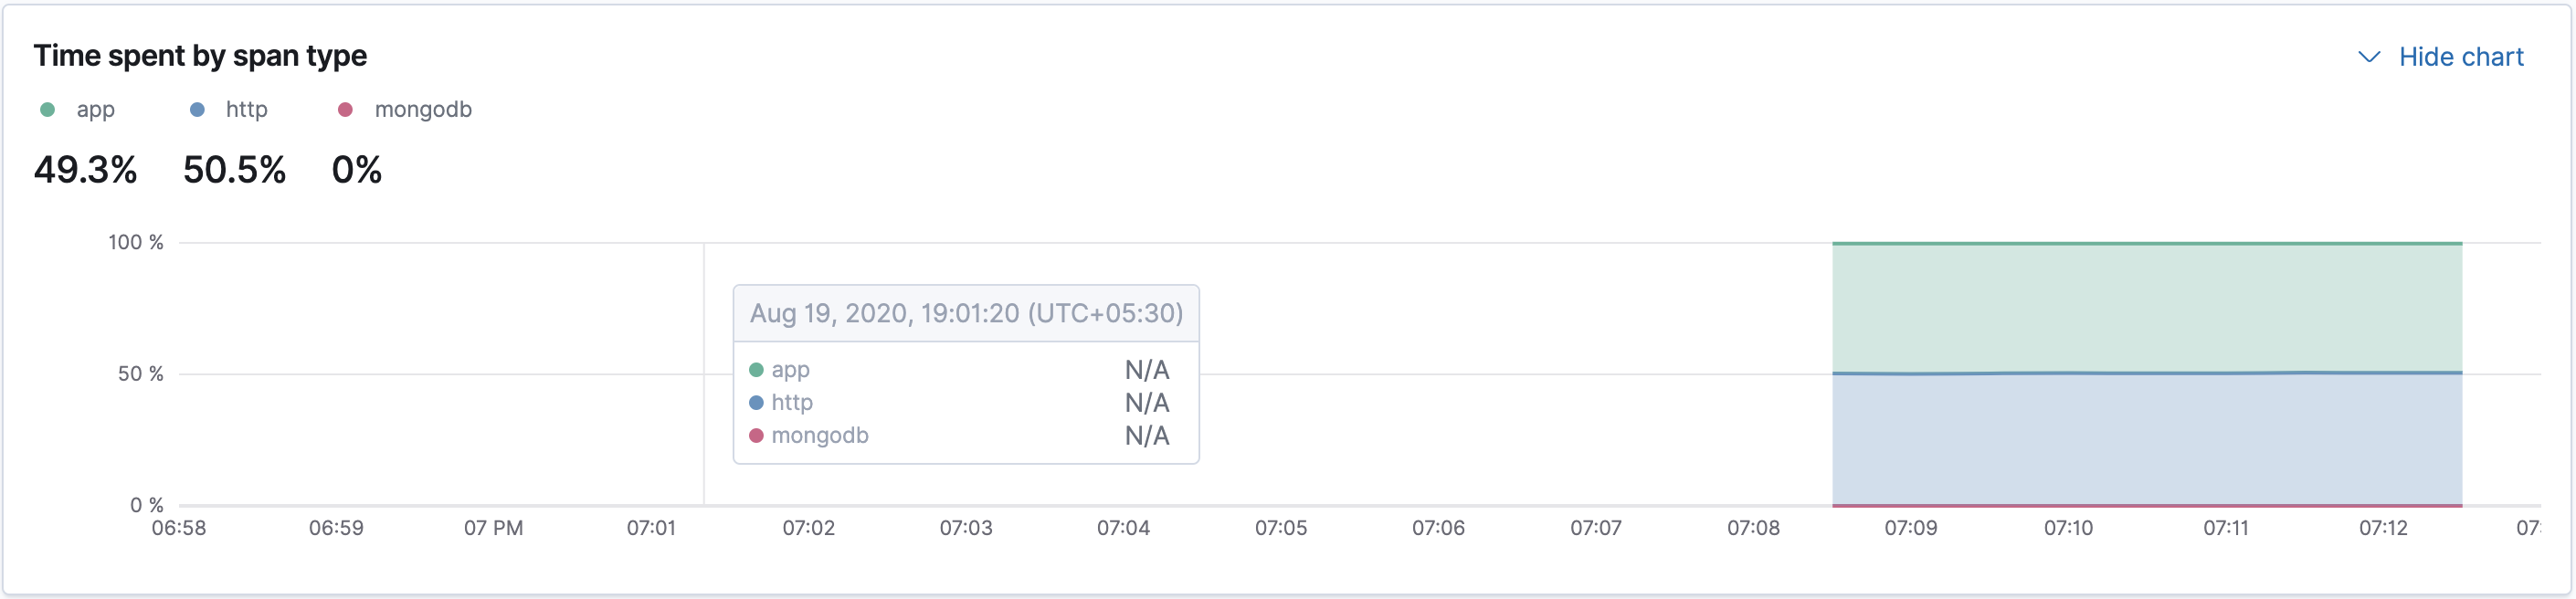 Time spent by span type
Hide chart
app http mongodb
49.3% 50.5% 0%
100 %
Aug 19, 2020, 19:01:20 (UTC+05:30)
app N/A
50 %
http N/A
mongodb N/A
0 %
06:58 06:59 07 PM 07:01 07:02 07:03 07:04 07:05 07:06 07:07 07:08 07:09 07:10 07:11 07:12 07: